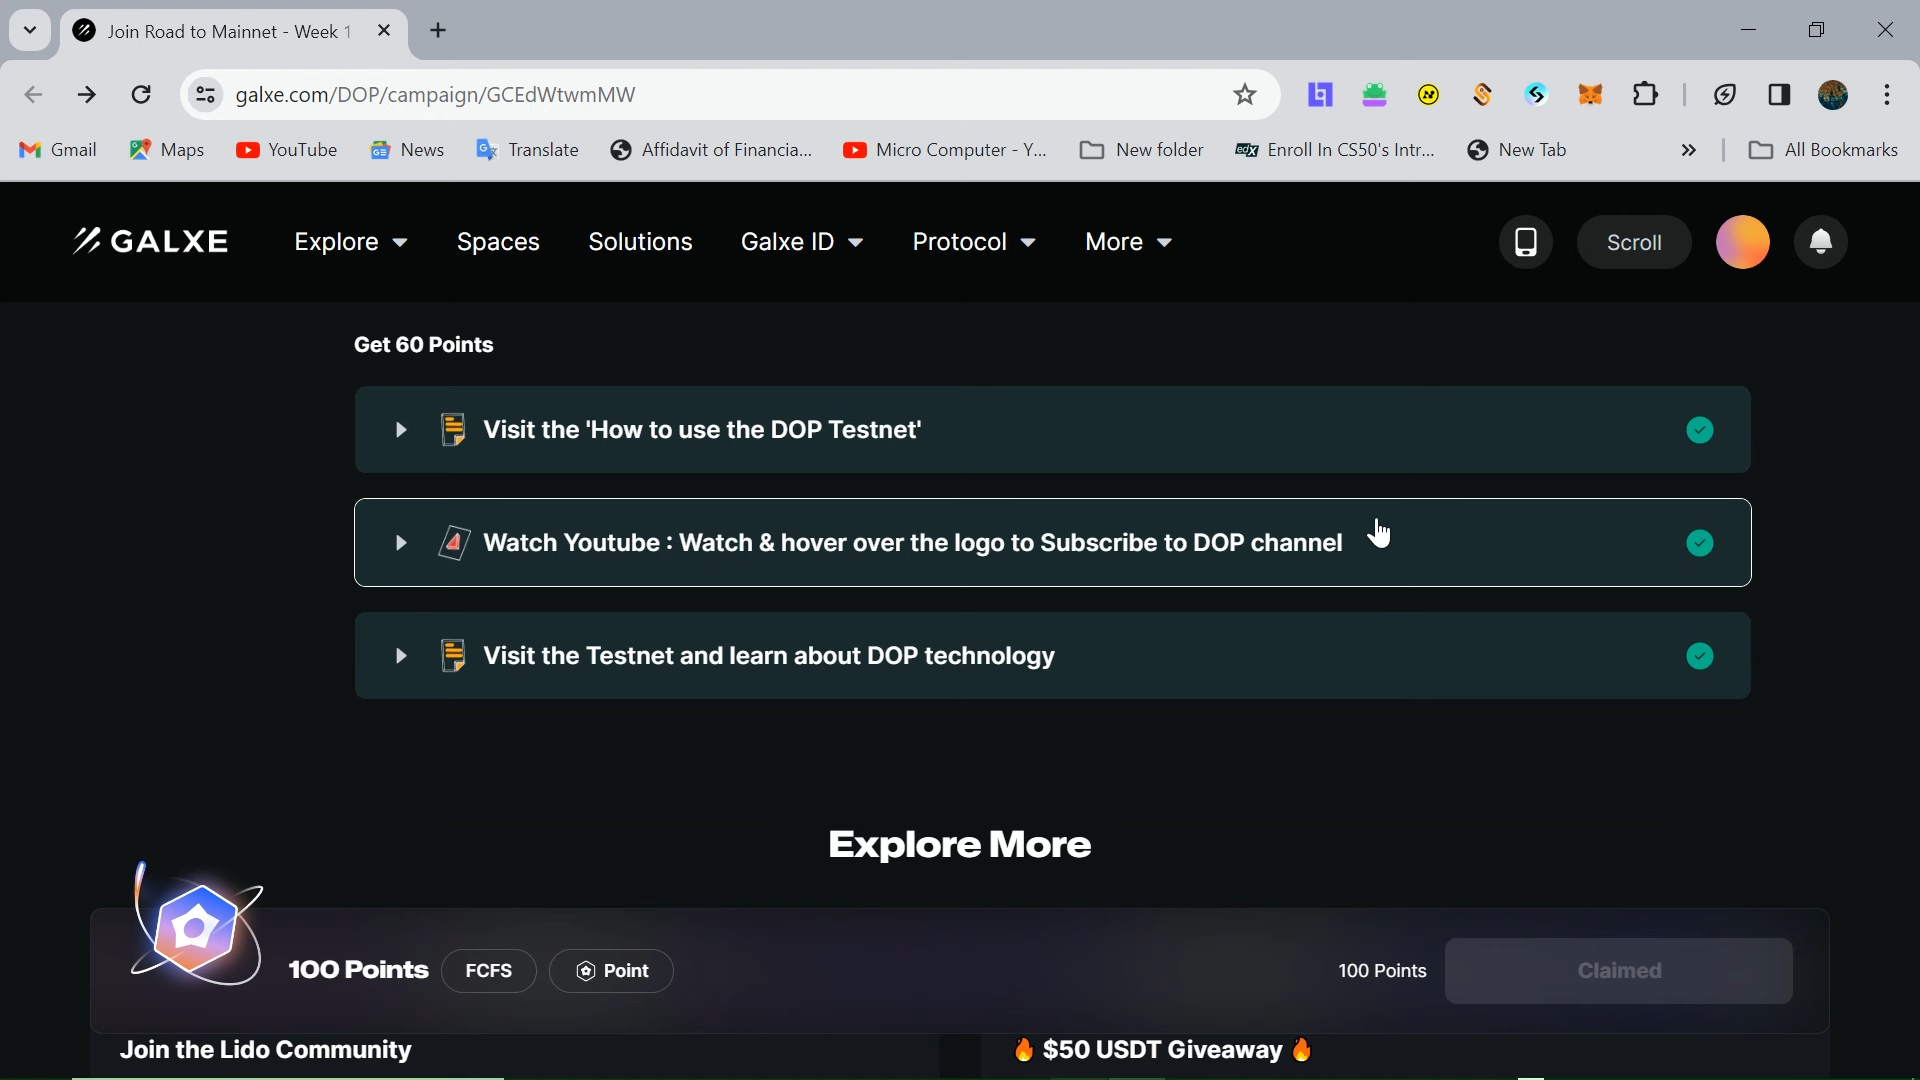 Join Road to Mainnet - Week 1
galxe.com/DOP/campaign/GCEdWtwmMW
Gmail Maps YouTube News Translate Affidavit of Financia... Micro Computer - Y... New folder edX Enroll In CS50's Intr... New Tab » All Bookmarks
GALXE Explore Spaces Solutions Galxe ID Protocol More Scroll
Get 60 Points
Visit the 'How to use the DOP Testnet'
Watch Youtube : Watch & hover over the logo to Subscribe to DOP channel
Visit the Testnet and learn about DOP technology
Explore More
100 Points FCFS Point 100 Points Claimed
Join the Lido Community 🔥 $50 USDT Giveaway 🔥